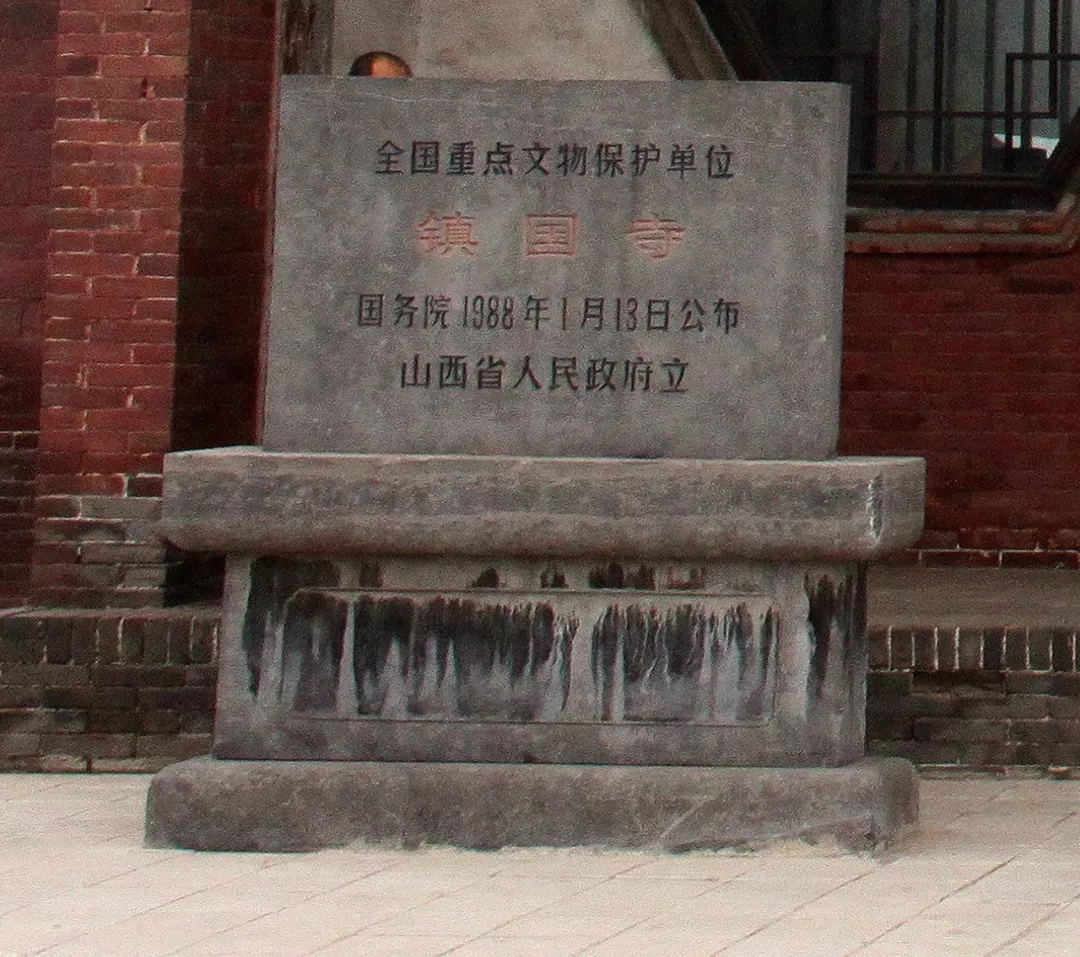 全国重点文物保护单位
镇国寺
国务院1988年1月13日公布
山西省人民政府立